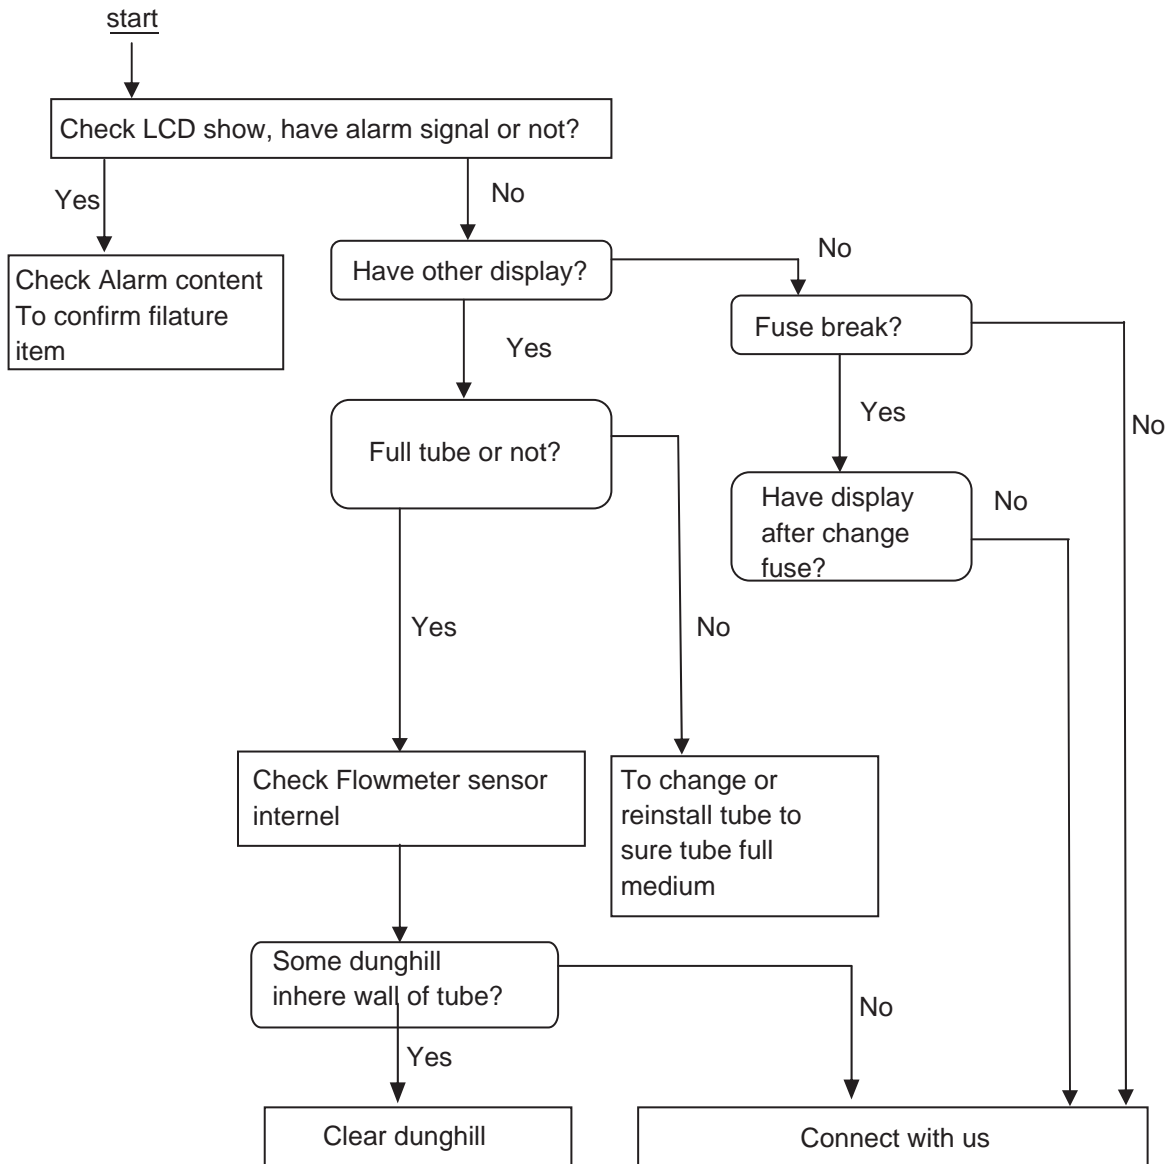 start
Check LCD show, have alarm signal or not?
Yes
No
Check Alarm content
To confirm filature
item
Have other display?
No
Fuse break?
Yes
Full tube or not?
Yes
No
Have display
after change
fuse?
No
Yes
No
Check Flowmeter sensor
internel
To change or
reinstall tube to
sure tube full
medium
Some dunghill
inhere wall of tube?
No
Yes
Clear dunghill
Connect with us